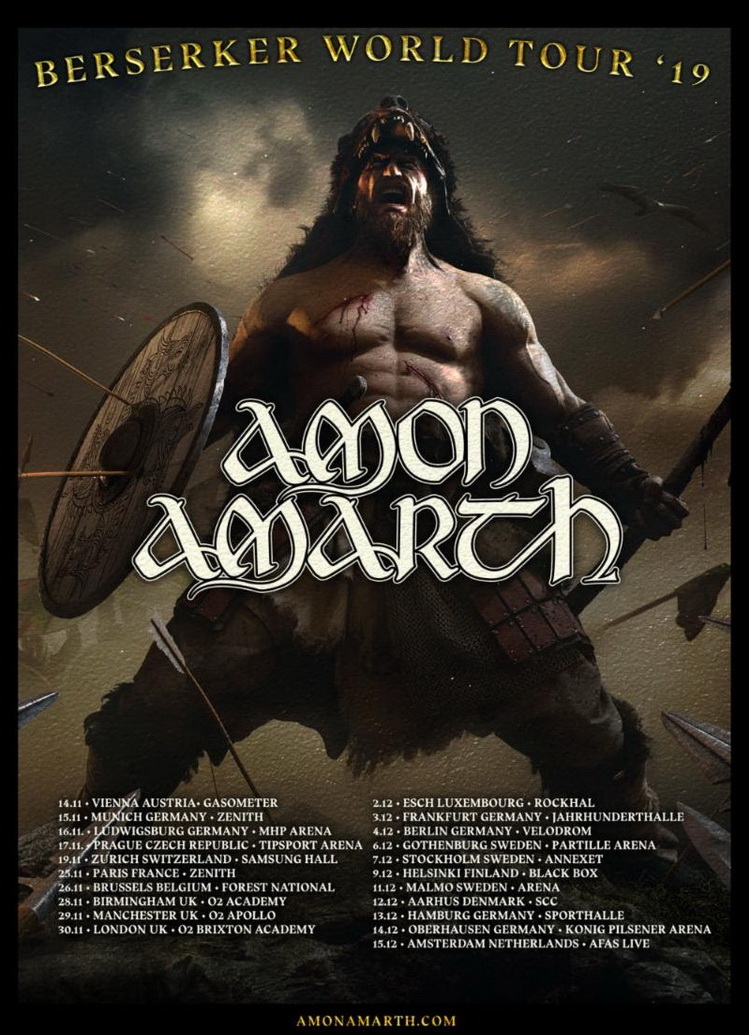 BERSERKER WORLD TOUR '19
AMON
AMARTH
14.11 • VIENNA AUSTRIA • GASOMETER
15.11 • MUNICH GERMANY • ZENITH
16.11. • LUDWIGSBURG GERMANY • MHP ARENA
17.11. • PRAGUE CZECH REPUBLIC • TIPSPORT ARENA
19.11 • ZURICH SWITZERLAND • SAMSUNG HALL
25.11 • PARIS FRANCE • ZENITH
26.11 • BRUSSELS BELGIUM • FOREST NATIONAL
28.11 • BIRMINGHAM UK • O2 ACADEMY
29.11 • MANCHESTER UK • O2 APOLLO
30.11 • LONDON UK • O2 BRIXTON ACADEMY
2.12 • ESCH LUXEMBOURG • ROCKHAL
3.12 • FRANKFURT GERMANY • JAHRHUNDERTHALLE
4.12 • BERLIN GERMANY • VELODROM
6.12 • GOTHENBURG SWEDEN • PARTILLE ARENA
7.12 • STOCKHOLM SWEDEN • ANNEXET
9.12 • HELSINKI FINLAND • BLACK BOX
11.12 • MALMO SWEDEN • ARENA
12.12 • AARHUS DENMARK • SCC
13.12 • HAMBURG GERMANY • SPORTHALLE
14.12 • OBERHAUSEN GERMANY • KONIG PILSENER ARENA
15.12 • AMSTERDAM NETHERLANDS • AFAS LIVE
AMONAMARTH.COM